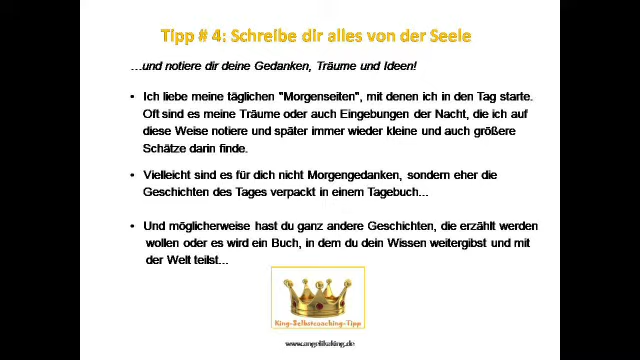 Tipp # 4: Schreibe dir alles von der Seele
…und notiere dir deine Gedanken, Träume und Ideen!
• Ich liebe meine täglichen "Morgenseiten", mit denen ich in den Tag starte.
Oft sind es meine Träume oder auch Eingebungen der Nacht, die ich auf
diese Weise notiere und später immer wieder kleine und auch größere
Schätze darin finde.
• Vielleicht sind es für dich nicht Morgengedanken, sondern eher die
Geschichten des Tages verpackt in einem Tagebuch...
• Und möglicherweise hast du ganz andere Geschichten, die erzählt werden
wollen oder es wird ein Buch, in dem du dein Wissen weitergibst und mit
der Welt teilst...
King-Selbstcoaching-Tipp
www.angelikaking.de